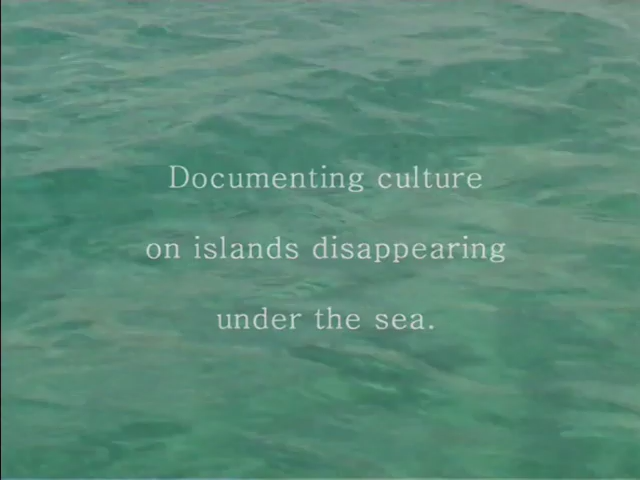 Documenting culture
on islands disappearing
under the sea.